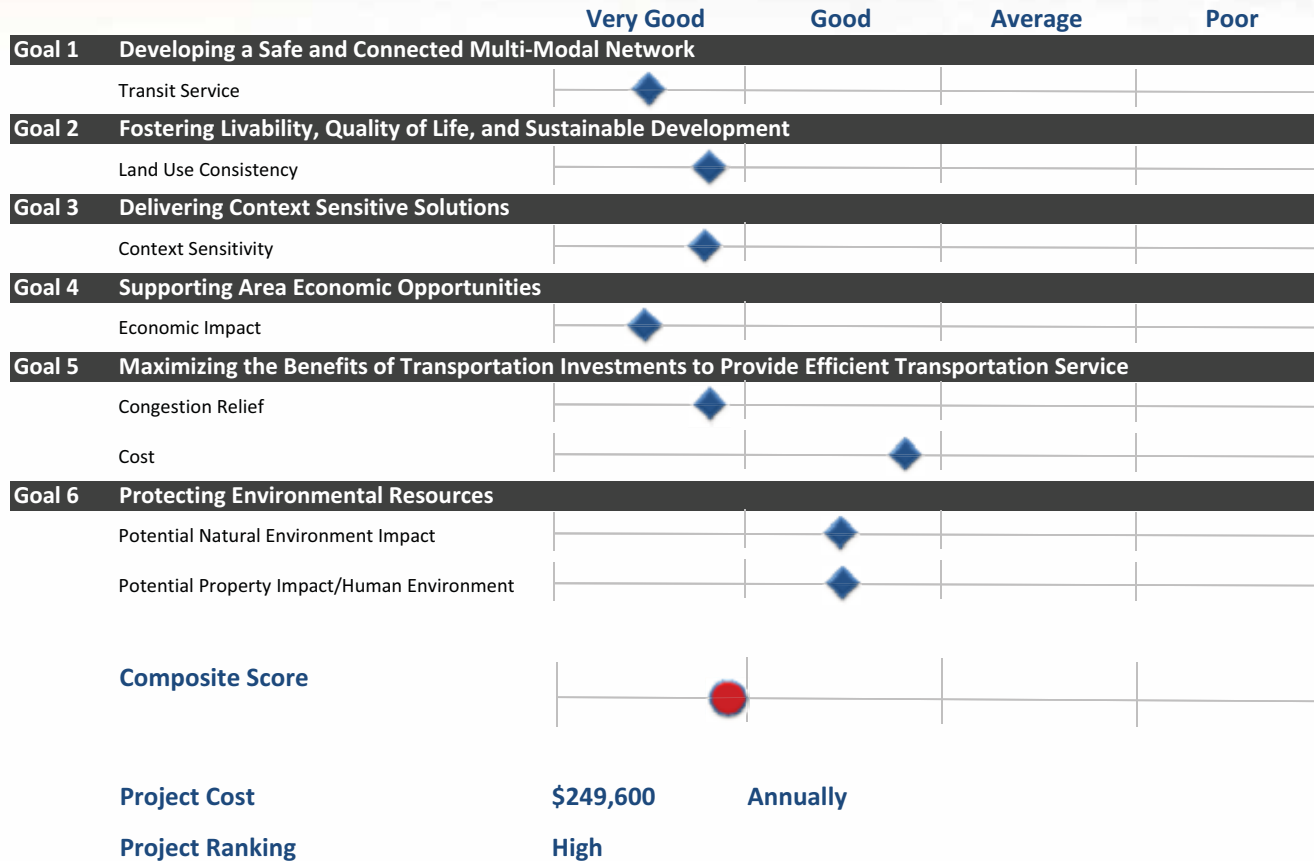 Very Good Good Average Poor
Goal 1 Developing a Safe and Connected Multi-Modal Network
Transit Service
Goal 2 Fostering Livability, Quality of Life, and Sustainable Development
Land Use Consistency
Goal 3 Delivering Context Sensitive Solutions
Context Sensitivity
Goal 4 Supporting Area Economic Opportunities
Economic Impact
Goal 5 Maximizing the Benefits of Transportation Investments to Provide Efficient Transportation Service
Congestion Relief
Cost
Goal 6 Protecting Environmental Resources
Potential Natural Environment Impact
Potential Property Impact/Human Environment
Composite Score
Project Cost $249,600 Annually
Project Ranking High